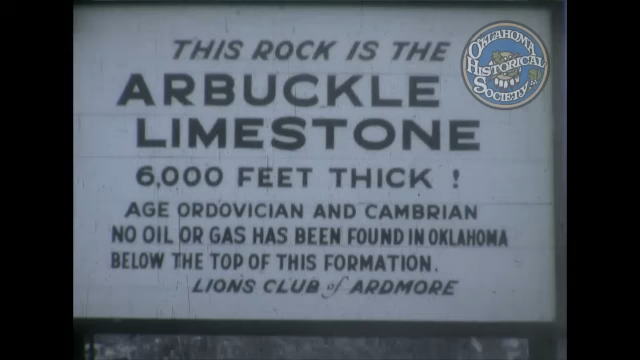 THIS ROCK IS THE
ARBUCKLE
LIMESTONE
6,000 FEET THICK !
AGE ORDOVICIAN AND CAMBRIAN
NO OIL OR GAS HAS BEEN FOUND IN OKLAHOMA
BELOW THE TOP OF THIS FORMATION.
LIONS CLUB of ARDMORE
OKLAHOMA
HISTORICAL
SOCIETY